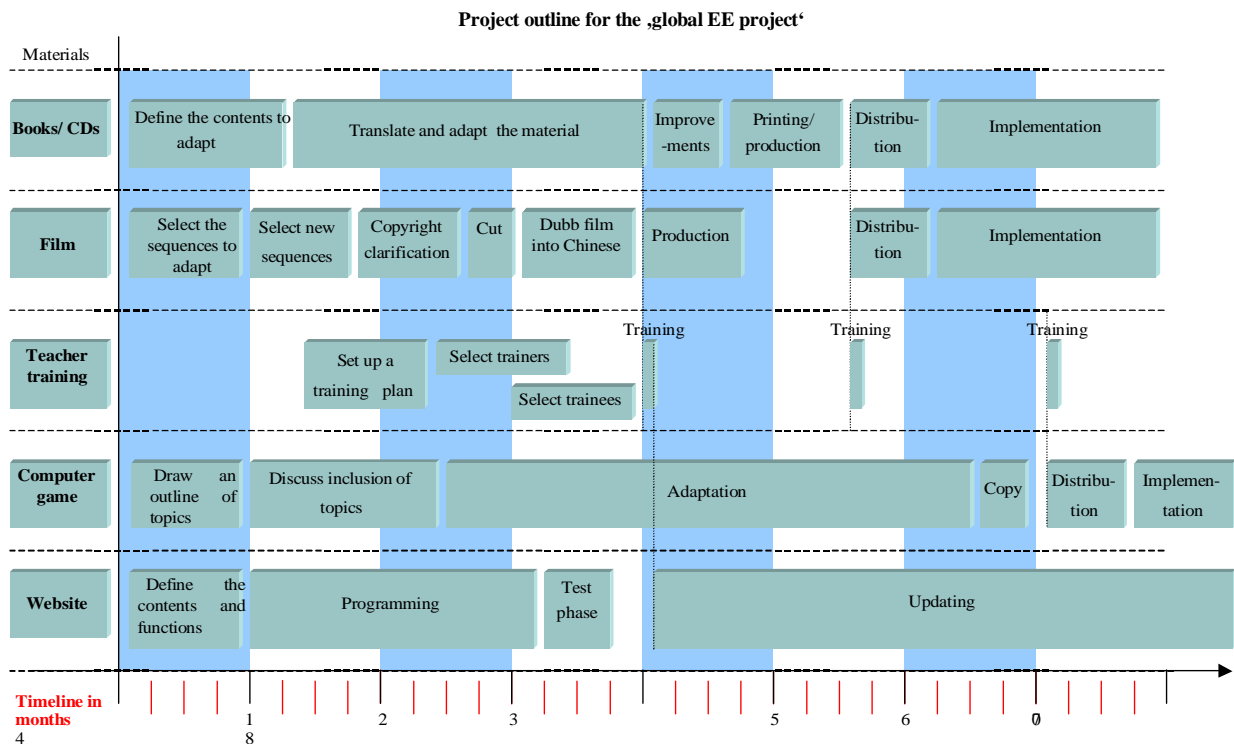 Project outline for the ‚global EE project‘
Materials
Books/ CDs
Define the contents to
adapt
Translate and adapt the material
Improve
-ments
Printing/
production
Distribu-
tion
Implementation
Film
Select the
sequences to
adapt
Select new
sequences
Copyright
clarification
Cut
Dubb film
into Chinese
Production
Distribu-
tion
Implementation
Teacher
training
Set up a
training plan
Select trainers
Select trainees
Training
Training
Training
Computer
game
Draw an
outline of
topics
Discuss inclusion of
topics
Adaptation
Copy
Distribu-
tion
Implemen-
tation
Website
Define the
contents and
functions
Programming
Test
phase
Updating
Timeline in
months
1 2 3 5 6
4 8